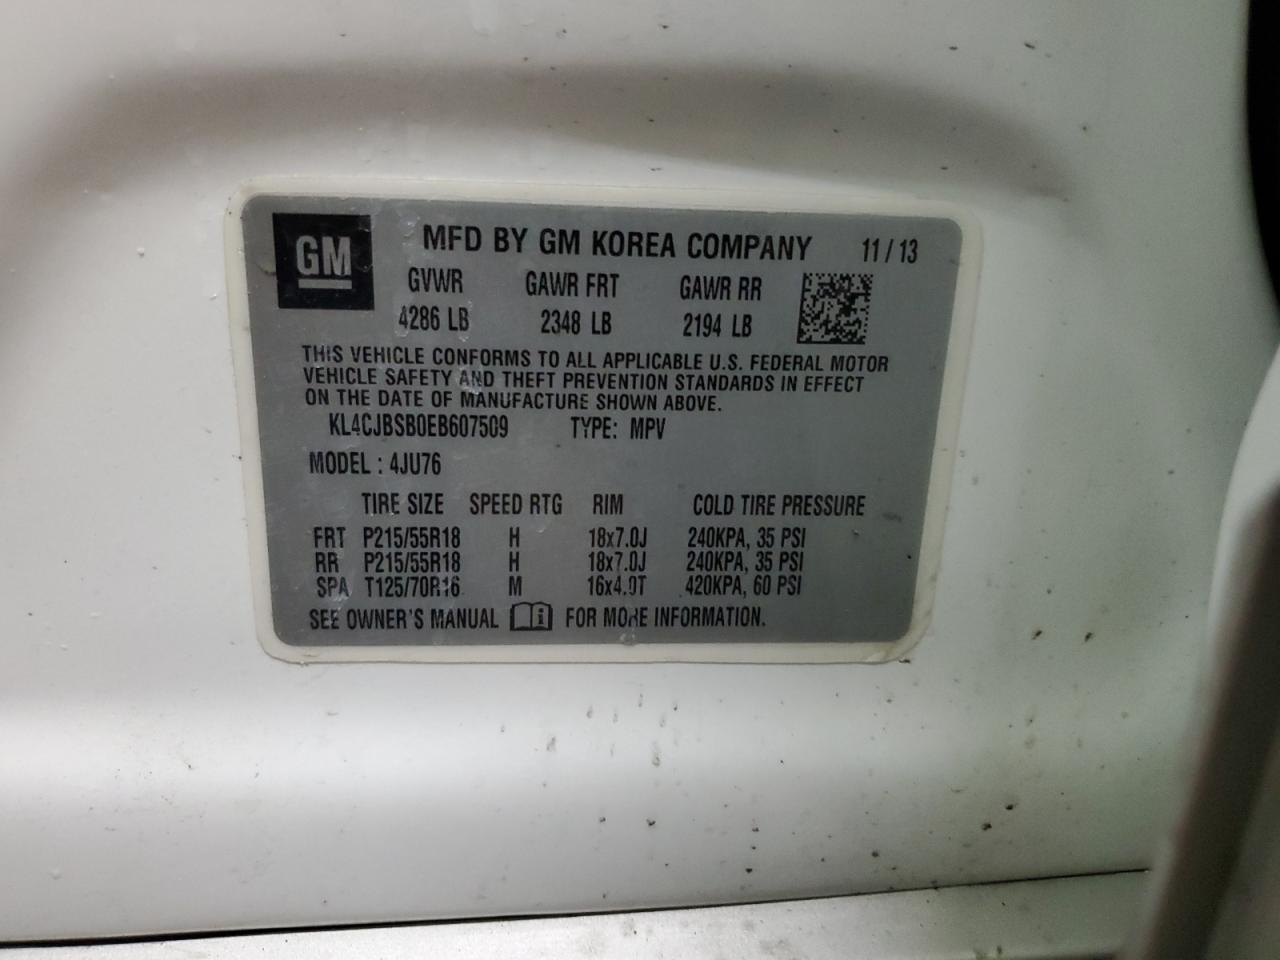 GM MFD BY GM KOREA COMPANY 11 / 13
GVWR GAWR FRT GAWR RR
4286 LB 2348 LB 2194 LB
THIS VEHICLE CONFORMS TO ALL APPLICABLE U.S. FEDERAL MOTOR
VEHICLE SAFETY AND THEFT PREVENTION STANDARDS IN EFFECT
ON THE DATE OF MANUFACTURE SHOWN ABOVE.
KL4CJBSB0EB607509 TYPE: MPV
MODEL : 4JU76
TIRE SIZE SPEED RTG RIM COLD TIRE PRESSURE
FRT P215/55R18 H 18x7.0J 240KPA, 35 PSI
RR P215/55R18 H 18x7.0J 240KPA, 35 PSI
SPA T125/70R16 M 16x4.0T 420KPA, 60 PSI
SEE OWNER'S MANUAL FOR MORE INFORMATION.